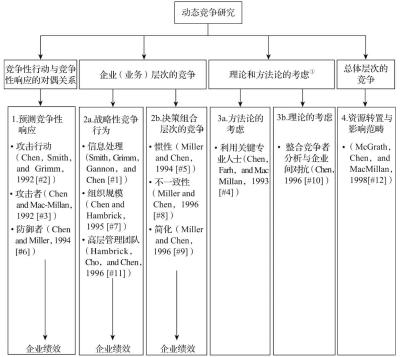 动态竞争研究
竞争性行动与竞争
性响应的对偶关系
企业（业务）层次的竞争
理论和方法论的考虑①
总体层次的
竞争
1.预测竞争性
响应
• 攻击行动
(Chen, Smith,
and Grimm,
1992 [#2]
• 攻击者(Chen
and Mac-Millan,
1992 [#3]
• 防御者(Chen
and Miller, 1994
[#6]
企业绩效
2a.战略性竞争
行为
• 信息处理
(Smith, Grimm,
Gannon, and
Chen [#1])
• 组织规模
(Chen and
Hambrick,
1995 [#7]
• 高层管理团队
(Hambrick,
Cho, and Chen,
1996 [#11]
企业绩效
2b.决策组合
层次的竞争
• 惯性(Miller
and Chen,
1994 [#5])
• 不一致性
(Miller and
Chen, 1996
[#8]
• 简化(Miller
and Chen,
1996 [#9]
企业绩效
3a.方法论的
考虑
• 利用关键专
业人士(Chen,
Farh, and Mac
Millan, 1993
[#4]
3b.理论的考虑
• 整合竞争者
分析与企业
间对抗(Chen,
1996 [#10])
4.资源转置与
影响范畴
• (McGrath,
Chen, and
MacMillan,
1998[#12])